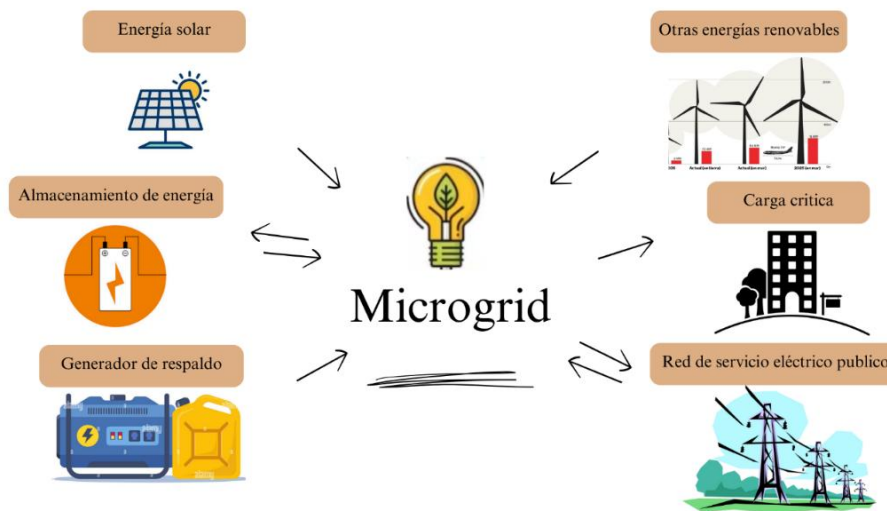 Energía solar
Otras energías renovables
Almacenamiento de energía
Carga critica
Microgrid
Generador de respaldo
Red de servicio eléctrico publico